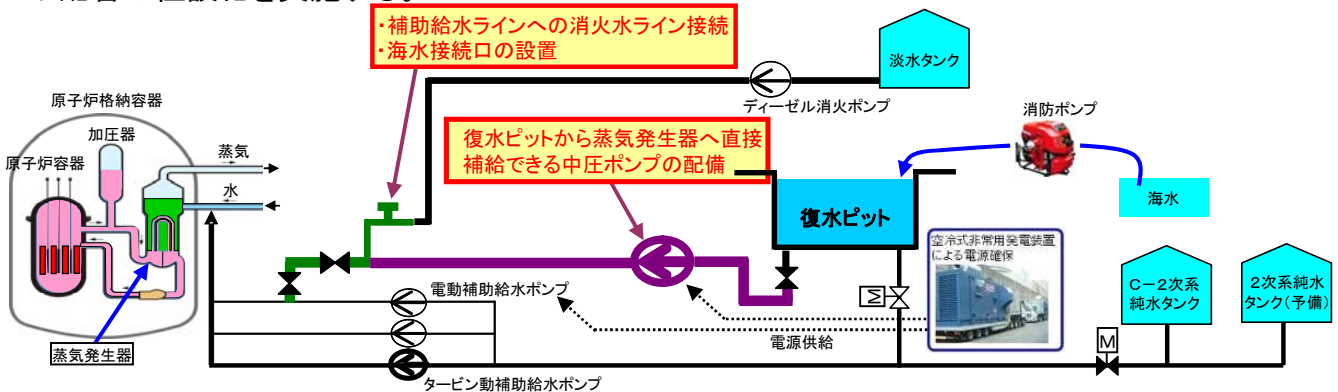 ・補助給水ラインへの消火水ライン接続
・海水接続口の設置
淡水タンク
ディーゼル消火ポンプ
消防ポンプ
原子炉格納容器
加圧器
原子炉容器
蒸気
水
復水ピットから蒸気発生器へ直接
補給できる中圧ポンプの配備
復水ピット
海水
空冷式非常用発電装置
による電源確保
C－2次系
純水タンク
2次系純水
タンク(予備)
電動補助給水ポンプ
M
電源供給
M
蒸気発生器
タービン動補助給水ポンプ